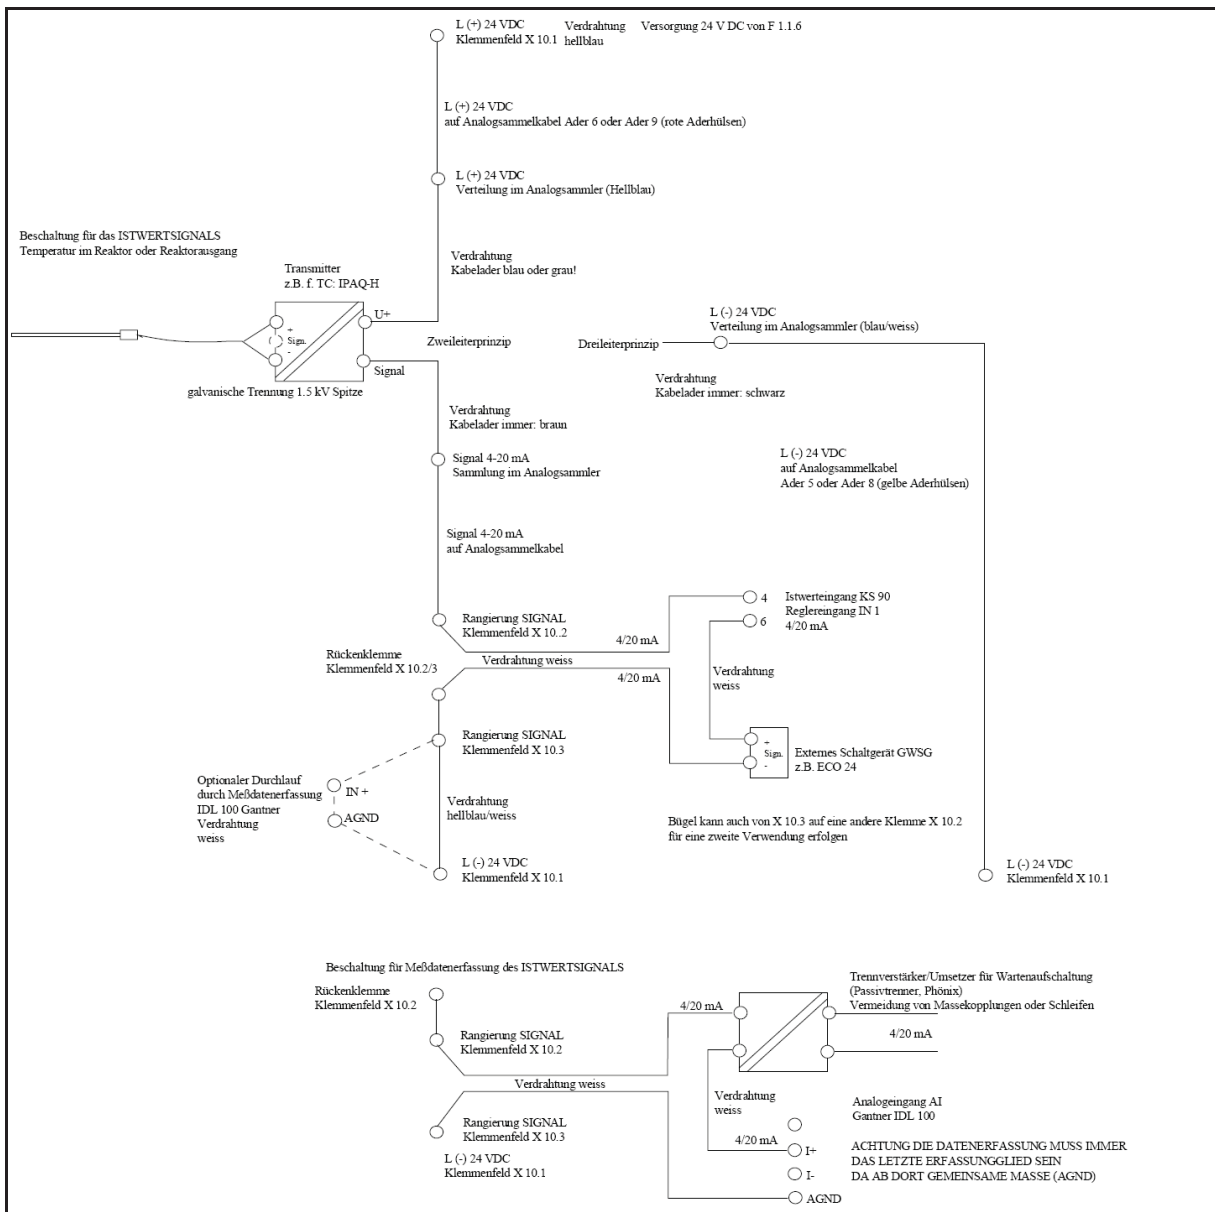 L (+) 24 VDC
Klemmenfeld X 10.1
Verdrahtung
hellblau
Versorgung 24 V DC von F 1.1.6
L (+) 24 VDC
auf Analogsammelkabel Ader 6 oder Ader 9 (rote Aderhülsen)
L (+) 24 VDC
Verteilung im Analogsammler (Hellblau)
Beschaltung für das ISTWERTSIGNALS
Temperatur im Reaktor oder Reaktorausgang
Verdrahtung
Kabelader blau oder grau!
Transmitter
z.B. f. TC: IPAQ-H
U+
+
Sign.
-
Signal
galvanische Trennung 1.5 kV Spitze
Zweileiterprinzip
Dreileiterprinzip
L (-) 24 VDC
Verteilung im Analogsammler (blau/weiss)
Verdrahtung
Kabelader immer: schwarz
Verdrahtung
Kabelader immer: braun
Signal 4-20 mA
Sammlung im Analogsammler
L (-) 24 VDC
auf Analogsammelkabel
Ader 5 oder Ader 8 (gelbe Aderhülsen)
Signal 4-20 mA
auf Analogsammelkabel
4
6
Istwerteingang KS 90
Reglereingang IN 1
4/20 mA
Rangierung SIGNAL
Klemmenfeld X 10..2
4/20 mA
Rückenklemme
Klemmenfeld X 10.2/3
Verdrahtung weiss
4/20 mA
Verdrahtung
weiss
Rangierung SIGNAL
Klemmenfeld X 10.3
+
Sign.
-
Externes Schaltgerät GWSG
z.B. ECO 24
Optionaler Durchlauf
durch Meßdatenerfassung
IDL 100 Gantner
Verdrahtung
weiss
IN +
AGND
Verdrahtung
hellblau/weiss
Bügel kann auch von X 10.3 auf eine andere Klemme X 10.2
für eine zweite Verwendung erfolgen
L (-) 24 VDC
Klemmenfeld X 10.1
L (-) 24 VDC
Klemmenfeld X 10.1
Beschaltung für Meßdatenerfassung des ISTWERTSIGNALS
Rückenklemme
Klemmenfeld X 10.2
Trennverstärker/Umsetzer für Wartenaufschaltung
(Passivtrenner, Phönix)
Vermeidung von Massekopplungen oder Schleifen
4/20 mA
4/20 mA
Rangierung SIGNAL
Klemmenfeld X 10.2
Verdrahtung weiss
Verdrahtung
weiss
Analogeingang AI
Gantner IDL 100
Rangierung SIGNAL
Klemmenfeld X 10.3
L (-) 24 VDC
Klemmenfeld X 10.1
4/20 mA
I+
I-
AGND
ACHTUNG DIE DATENERFASSUNG MUSS IMMER
DAS LETZTE ERFASSUNGGLIED SEIN
DA AB DORT GEMEINSAME MASSE (AGND)